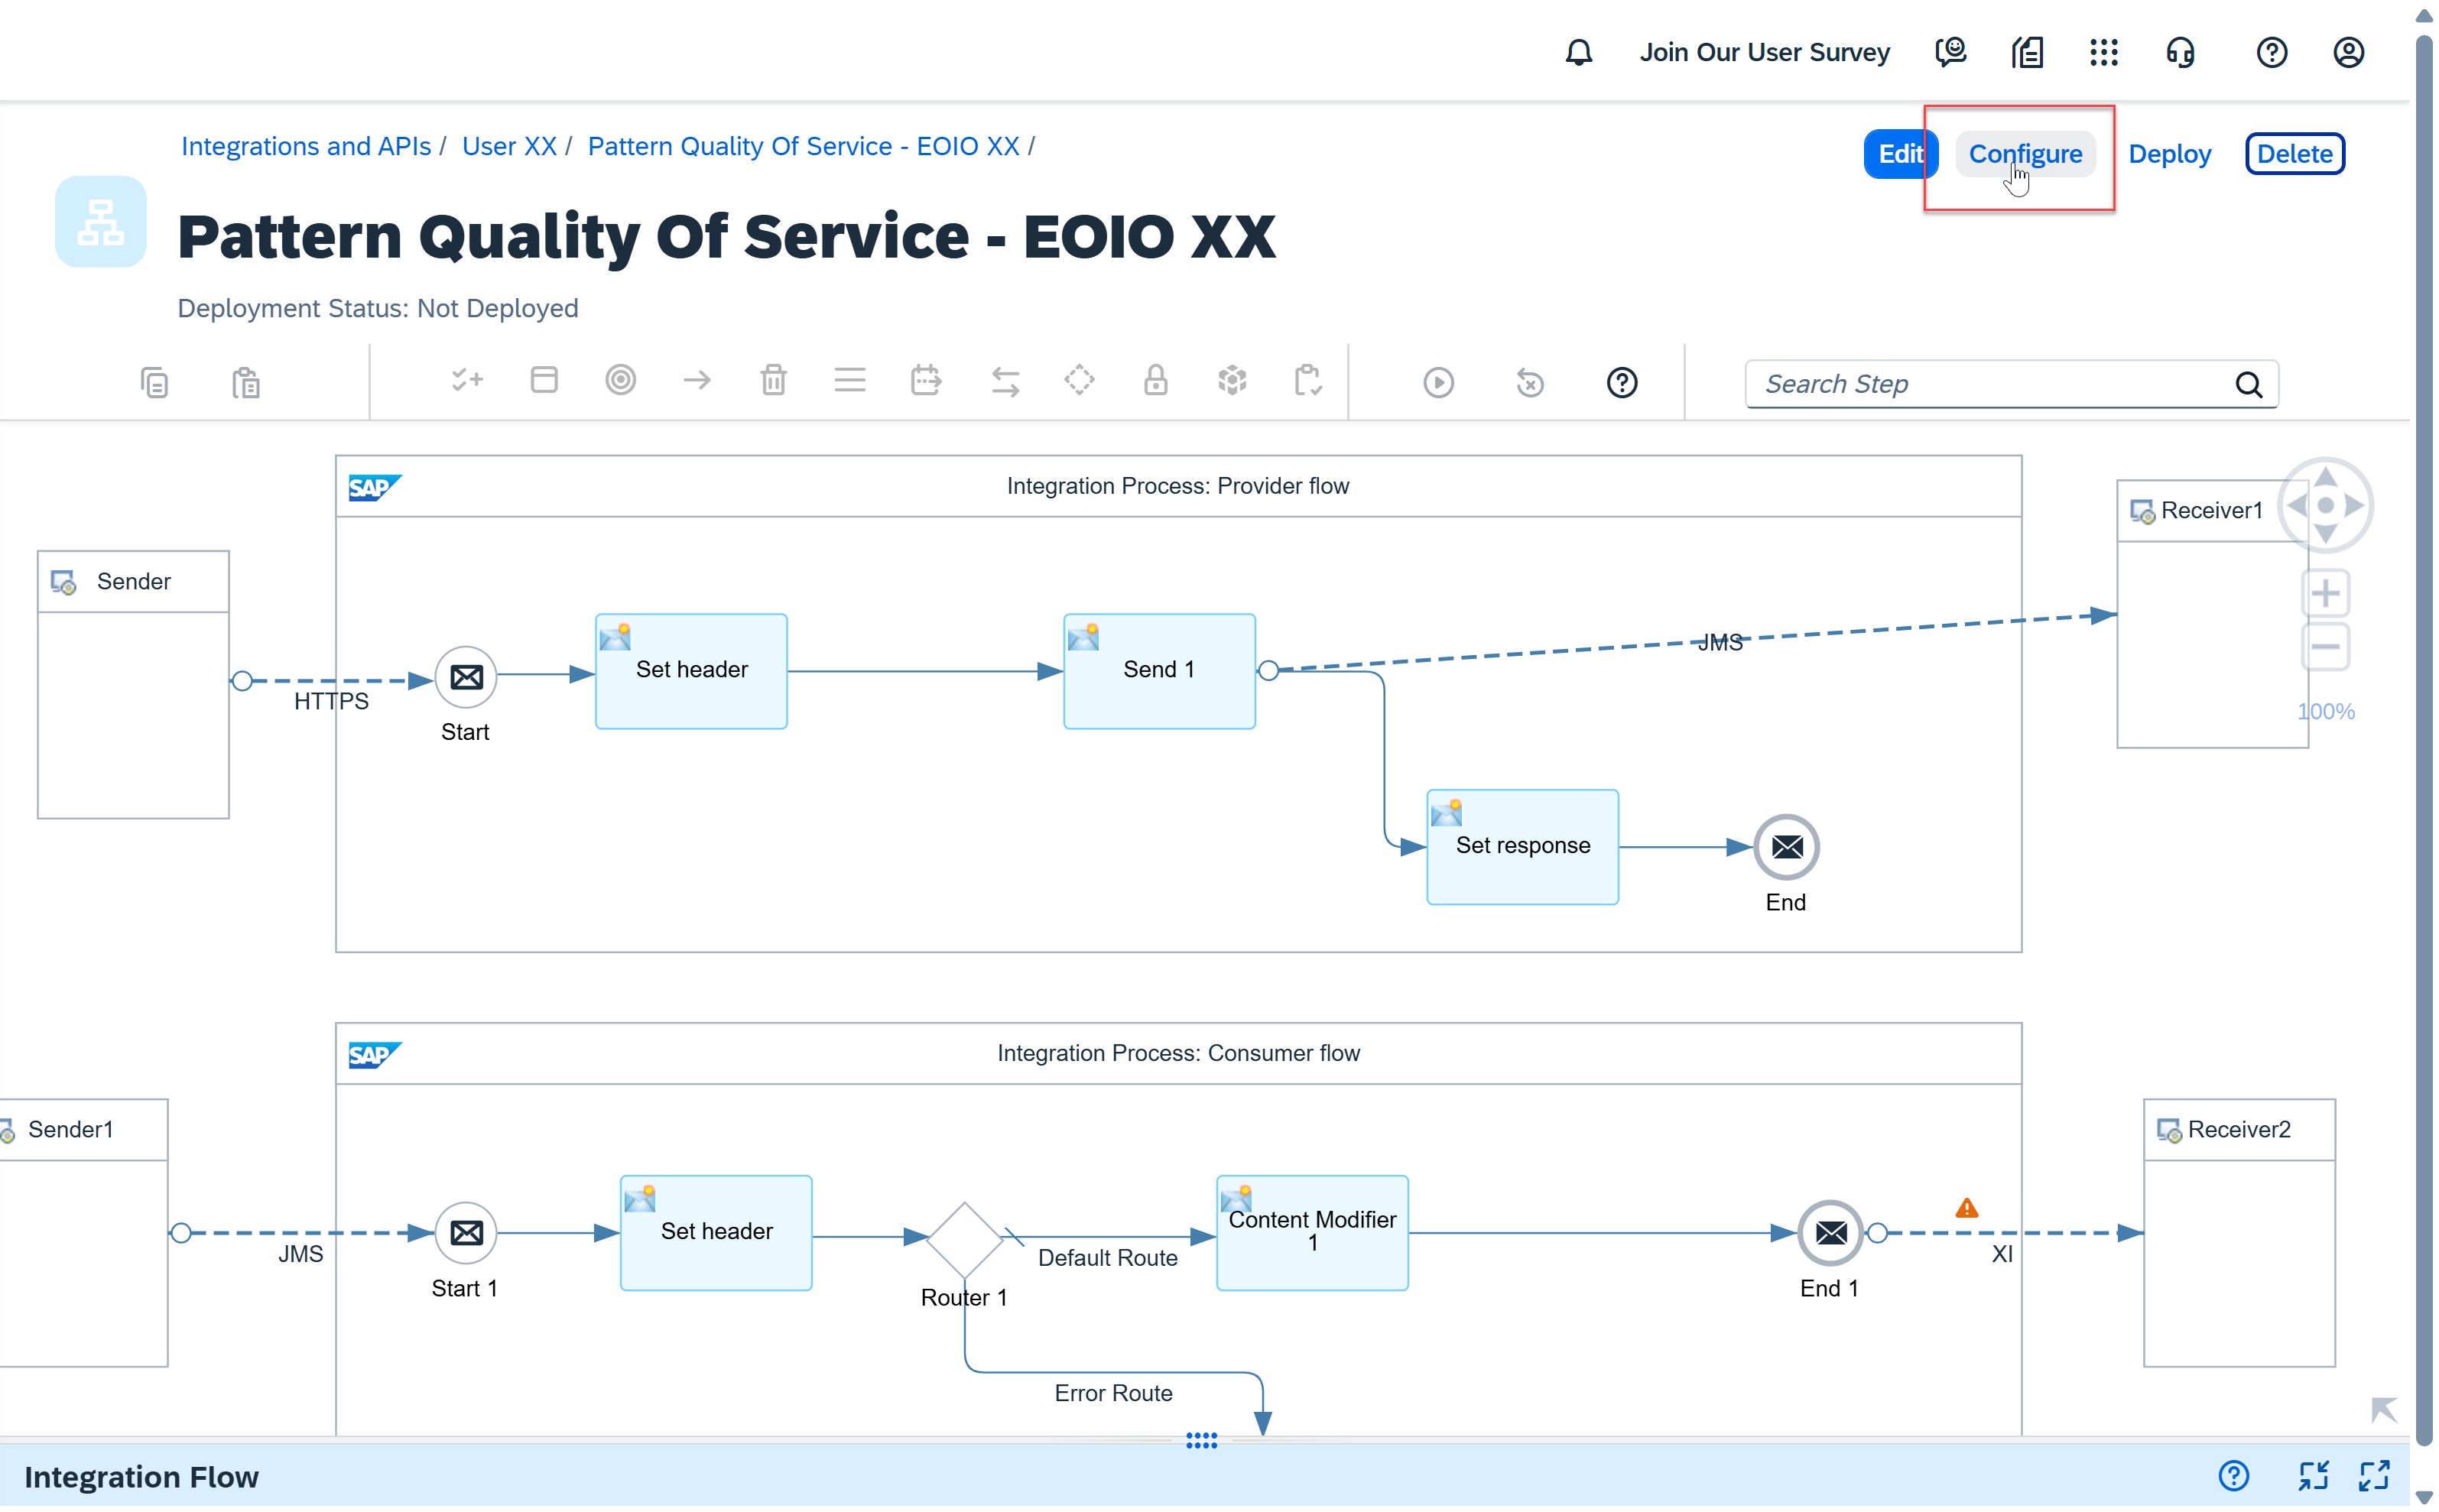 Join Our User Survey
Integrations and APIs / User XX / Pattern Quality Of Service - EOIO XX /
Edit Configure Deploy Delete
Pattern Quality Of Service - EOIO XX
Deployment Status: Not Deployed
Search Step
SAP Integration Process: Provider flow
Receiver1
Sender
JMS
Set header
Send 1
HTTPS
Start
100%
Set response
End
SAP Integration Process: Consumer flow
Sender1
Receiver2
Set header
Content Modifier
1
JMS
Default Route
XI
Start 1
Router 1
End 1
Error Route
Integration Flow